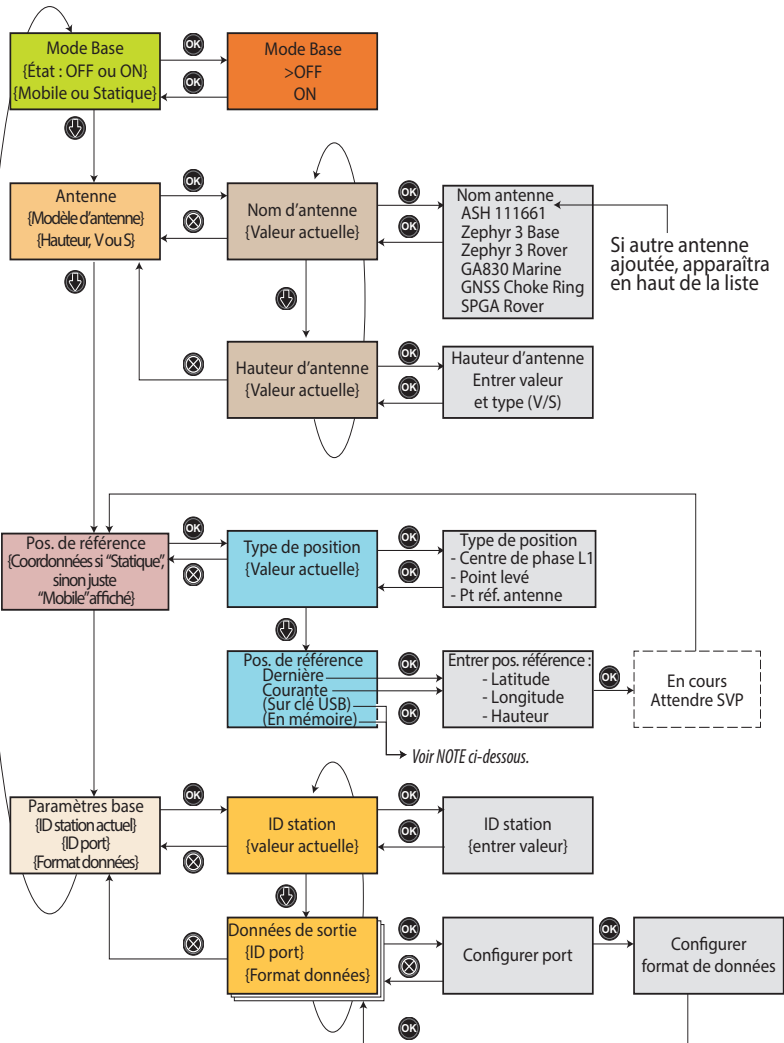 Mode Base
{État : OFF ou ON}
{Mobile ou Statique}
OK
OK
Mode Base
>OFF
ON
Antenne
{Modèle d'antenne}
{Hauteur, V ou S}
OK
Nom d'antenne
{Valeur actuelle}
OK
OK
Nom antenne
ASH 111661
Zephyr 3 Base
Zephyr 3 Rover
GA830 Marine
GNSS Choke Ring
SPGA Rover
Si autre antenne
ajoutée, apparaîtra
en haut de la liste
Hauteur d'antenne
{Valeur actuelle}
OK
OK
Hauteur d'antenne
Entrer valeur
et type (V/S)
Pos. de référence
{Coordonnées si “Statique”,
sinon juste
“Mobile” affiché}
OK
Type de position
{Valeur actuelle}
OK
OK
Type de position
- Centre de phase L1
- Point levé
- Pt réf. antenne
Pos. de référence
Dernière
Courante
(Sur clé USB)
(En mémoire)
OK
OK
Entrer pos. référence :
- Latitude
- Longitude
- Hauteur
OK
En cours
Attendre SVP
Voir NOTE ci-dessous.
Paramètres base
{ID station actuel}
{ID port}
{Format données}
OK
ID station
{valeur actuelle}
OK
OK
ID station
{entrer valeur}
Données de sortie
{ID port}
{Format données}
OK
Configurer port
OK
Configurer
format de données
OK